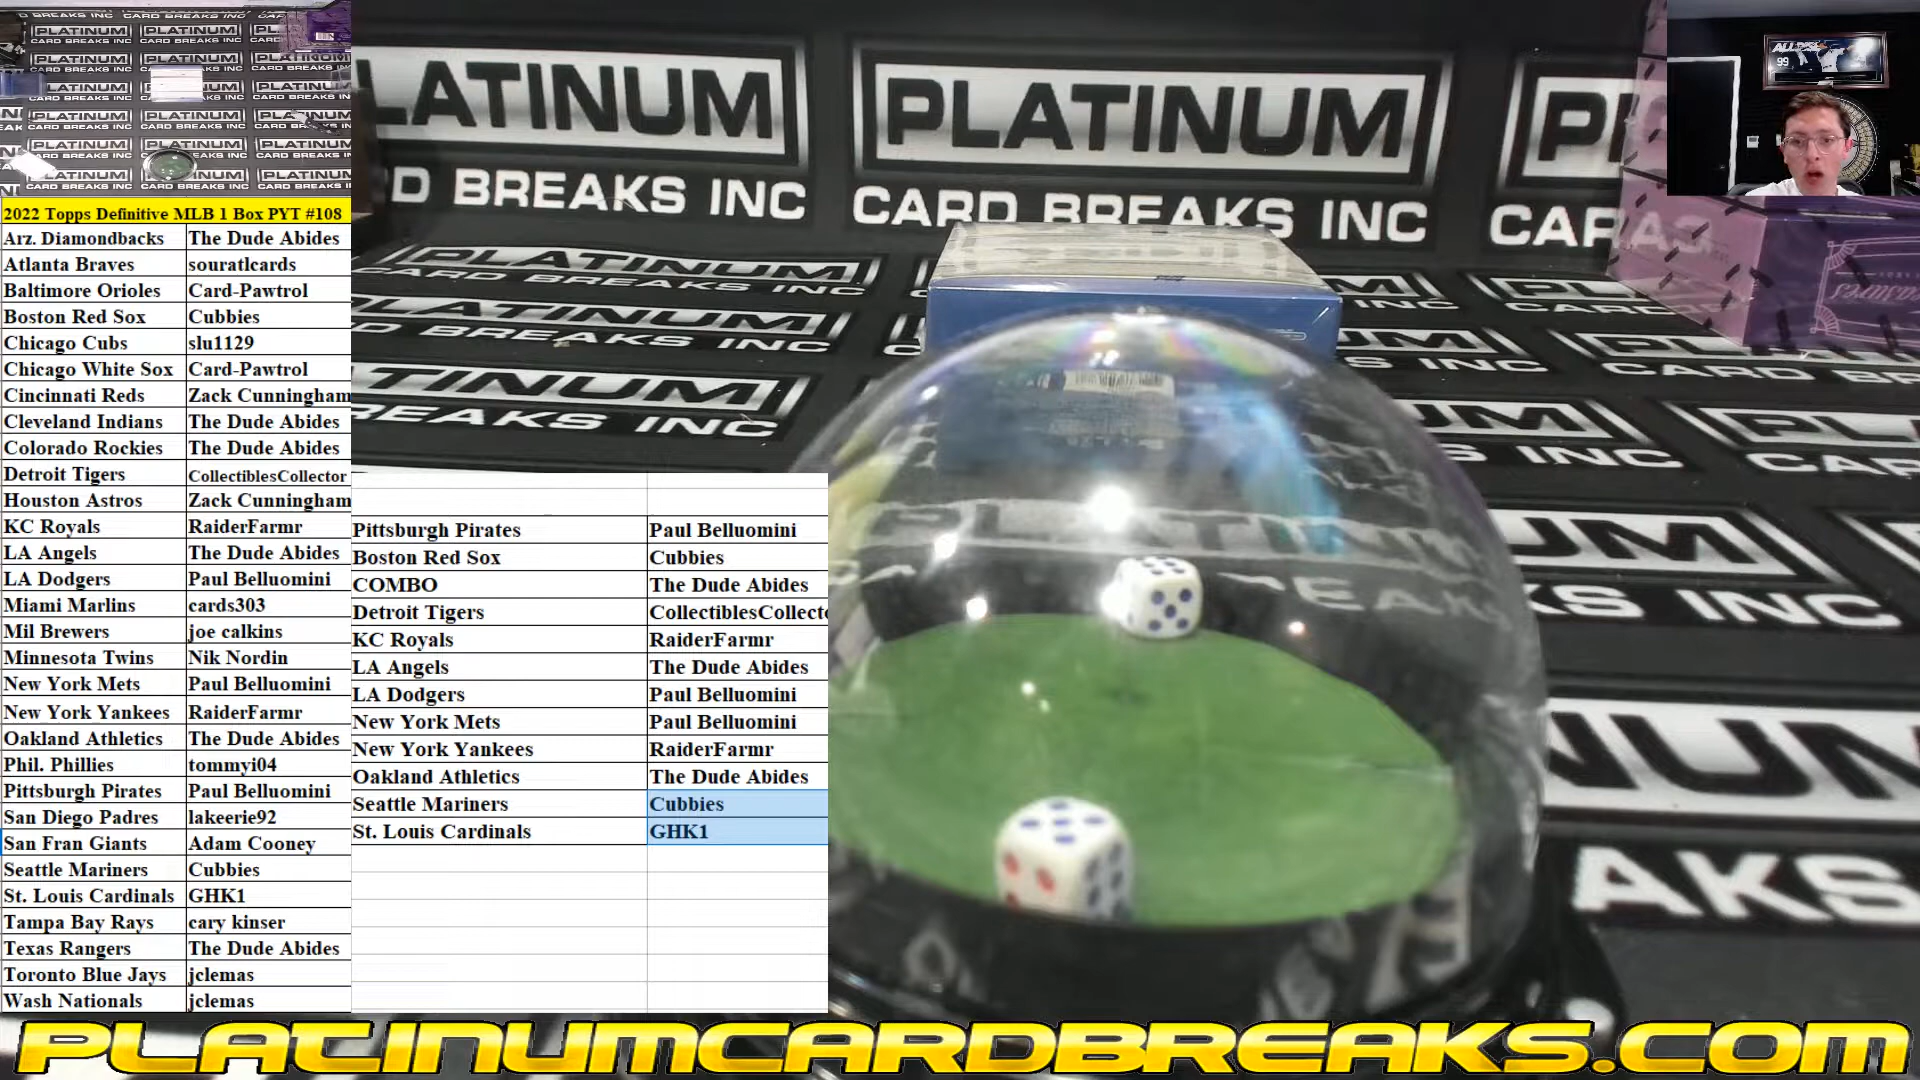 2022 Topps Definitive MLB 1 Box PYT #108
Arz. Diamondbacks The Dude Abides
Atlanta Braves souratlcards
Baltimore Orioles Card-Pawtrol
Boston Red Sox Cubbies
Chicago Cubs slu1129
Chicago White Sox Card-Pawtrol
Cincinnati Reds Zack Cunningham
Cleveland Indians The Dude Abides
Colorado Rockies The Dude Abides
Detroit Tigers CollectiblesCollector
Houston Astros Zack Cunningham
KC Royals RaiderFarmr
LA Angels The Dude Abides
LA Dodgers Paul Belluomini
Miami Marlins cards303
Mil Brewers joe calkins
Minnesota Twins Nik Nordin
New York Mets Paul Belluomini
New York Yankees RaiderFarmr
Oakland Athletics The Dude Abides
Phil. Phillies tommyi04
Pittsburgh Pirates Paul Belluomini
San Diego Padres lakeerie92
San Fran Giants Adam Cooney
Seattle Mariners Cubbies
St. Louis Cardinals GHK1
Tampa Bay Rays cary kinser
Texas Rangers The Dude Abides
Toronto Blue Jays jclemas
Wash Nationals jclemas
Pittsburgh Pirates Paul Belluomini
Boston Red Sox Cubbies
COMBO The Dude Abides
Detroit Tigers CollectiblesCollecto
KC Royals RaiderFarmr
LA Angels The Dude Abides
LA Dodgers Paul Belluomini
New York Mets Paul Belluomini
New York Yankees RaiderFarmr
Oakland Athletics The Dude Abides
Seattle Mariners Cubbies
St. Louis Cardinals GHK1
LATINUM PLATINUM P
D BREAKS INC CARD BREAKS INC CAR
99
PLATINUMCARDBREAKS.COM